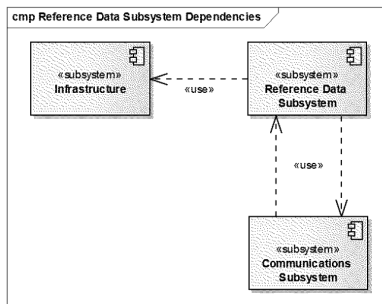 cmp Reference Data Subsystem Dependencies
«subsystem»
Infrastructure
«use»
«subsystem»
Reference Data
Subsystem
«use»
«subsystem»
Communications
Subsystem